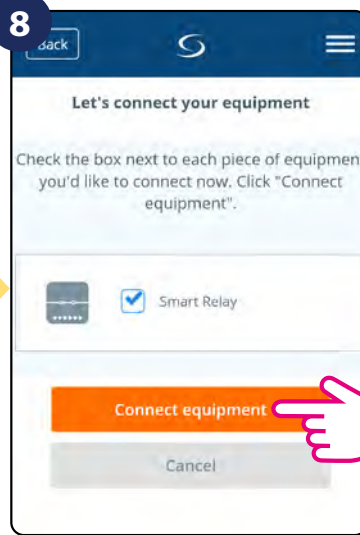 8
Back
Let's connect your equipment
Check the box next to each piece of equipmen
you'd like to connect now. Click "Connect
equipment".
Smart Relay
Connect equipment
Cancel